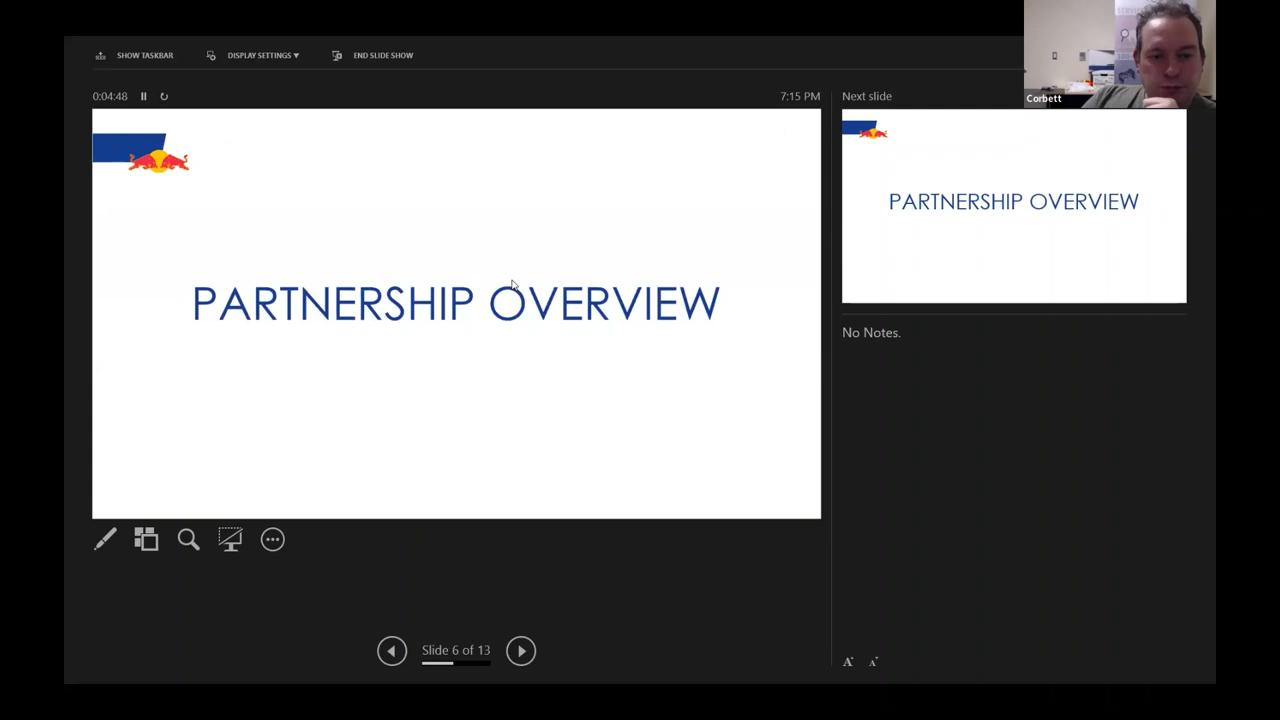 SHOW TASKBAR
DISPLAY SETTINGS ▾
END SLIDE SHOW
Corbett
0:04:48
7:15 PM
Next slide
PARTNERSHIP OVERVIEW
PARTNERSHIP OVERVIEW
No Notes.
Slide 6 of 13
A A